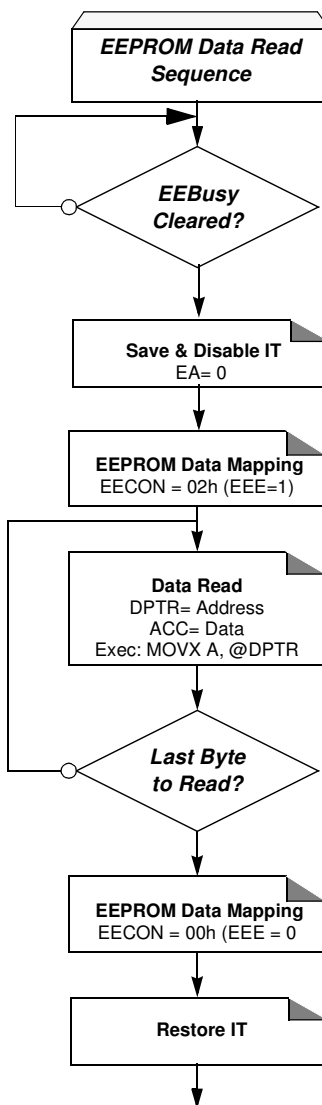 EEPROM Data Read
Sequence
EEBusy
Cleared?
Save & Disable IT
EA= 0
EEPROM Data Mapping
EECON = 02h (EEE=1)
Data Read
DPTR= Address
ACC= Data
Exec: MOVX A, @DPTR
Last Byte
to Read?
EEPROM Data Mapping
EECON = 00h (EEE = 0
Restore IT